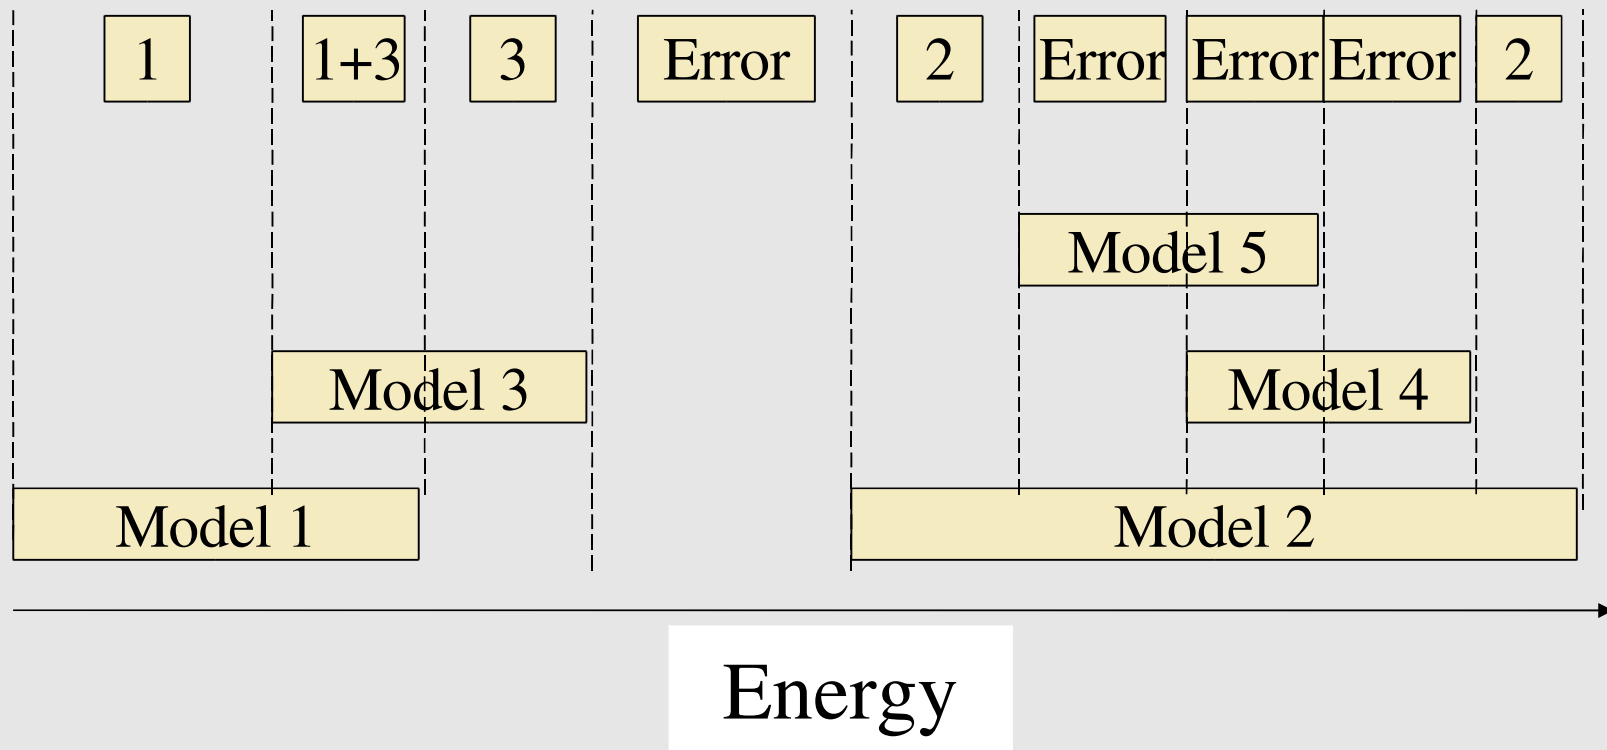 1 1+3 3 Error 2 Error Error Error 2
Model 5
Model 3 Model 4
Model 1 Model 2
Energy